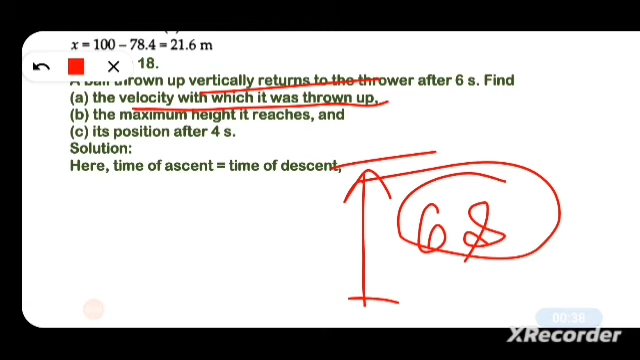 x = 100 – 78.4 = 21.6 m
18.
A ball thrown up vertically returns to the thrower after 6 s. Find
(a) the velocity with which it was thrown up,
(b) the maximum height it reaches, and
(c) its position after 4 s.
Solution:
Here, time of ascent = time of descent,
6 s
00:38
XRecorder